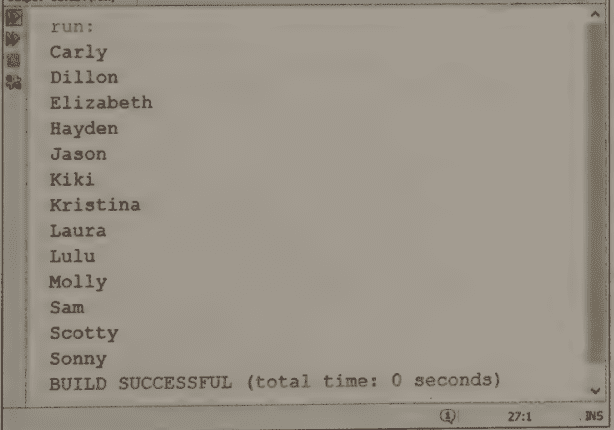 run:
Carly
Dillon
Elizabeth
Hayden
Jason
Kiki
Kristina
Laura
Lulu
Molly
Sam
Scotty
Sonny
BUILD SUCCESSFUL (total time: 0 seconds)
27:1 INS